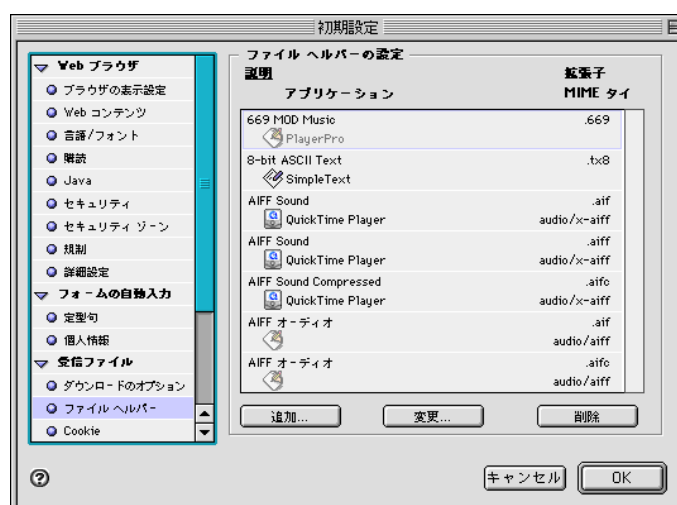 初期設定
▽ Web ブラウザ
ブラウザの表示設定
Web コンテンツ
言語/フォント
購読
Java
セキュリティ
セキュリティ ゾーン
規制
詳細設定
▽ フォームの自動入力
定型句
個人情報
▽ 受信ファイル
ダウンロードのオプション
ファイル ヘルパー
Cookie
ファイル ヘルパーの設定
説明 拡張子
アプリケーション MIME タイ
669 MOD Music .669
PlayerPro
8-bit ASCII Text .tx8
SimpleText
AIFF Sound .aif
QuickTime Player audio/x-aiff
AIFF Sound .aiff
QuickTime Player audio/x-aiff
AIFF Sound Compressed .aifc
QuickTime Player audio/x-aiff
AIFF オーディオ .aif
audio/aiff
AIFF オーディオ .aifc
audio/aiff
追加... 変更... 削除
? キャンセル OK